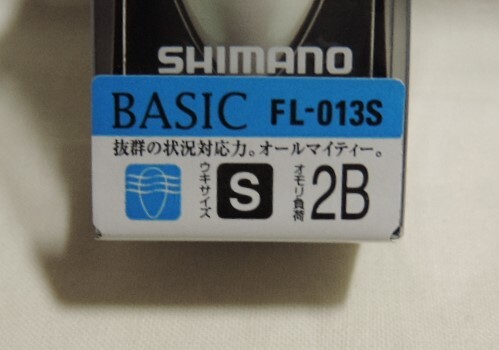 SHIMANO
BASIC FL-013S
抜群の状況対応力。オールマイティー。
ウキサイズ S オモリ負荷 2B